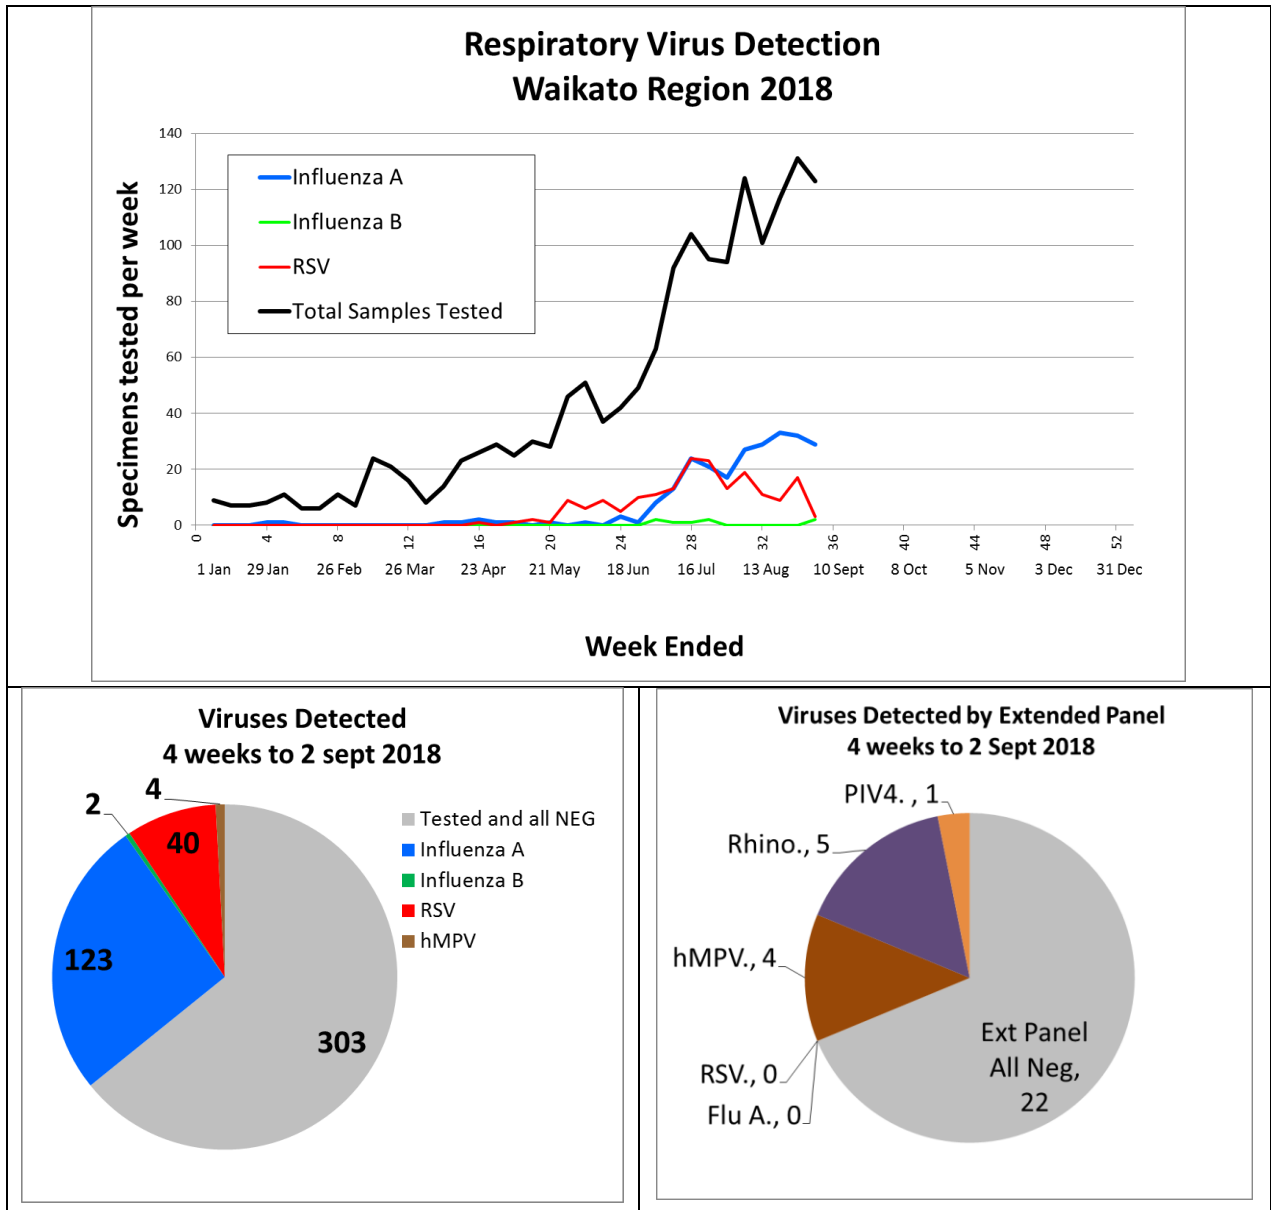 Respiratory Virus Detection
Waikato Region 2018
Specimens tested per week
140
120
100
80
60
40
20
0
Influenza A
Influenza B
RSV
Total Samples Tested
0 4 8 12 16 20 24 28 32 36 40 44 48 52
1 Jan 29 Jan 26 Feb 26 Mar 23 Apr 21 May 18 Jun 16 Jul 13 Aug 10 Sept 8 Oct 5 Nov 3 Dec 31 Dec
Week Ended
Viruses Detected
4 weeks to 2 sept 2018
4
2
40
123
303
Tested and all NEG
Influenza A
Influenza B
RSV
hMPV
Viruses Detected by Extended Panel
4 weeks to 2 Sept 2018
PIV4. , 1
Rhino., 5
hMPV., 4
RSV., 0
Flu A., 0
Ext Panel
All Neg,
22